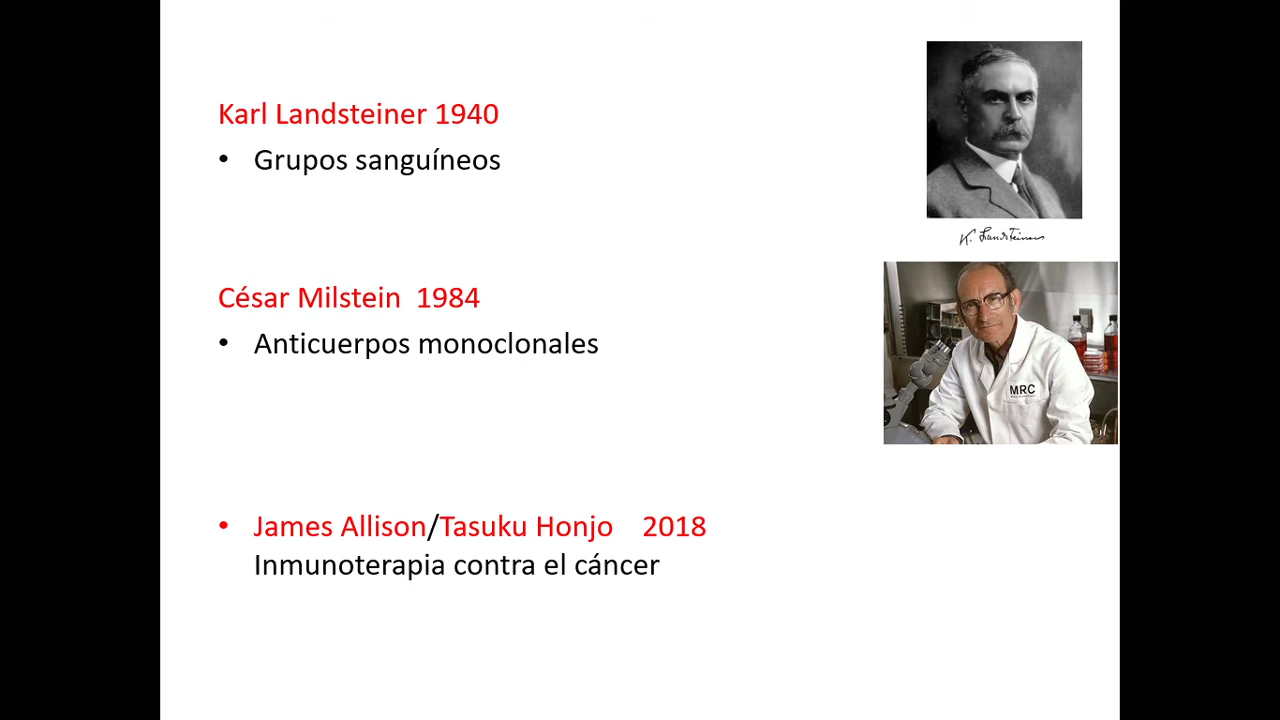 Karl Landsteiner 1940
• Grupos sanguíneos
K. Landsteiner
César Milstein 1984
• Anticuerpos monoclonales
MRC
• James Allison/Tasuku Honjo 2018
Inmunoterapia contra el cáncer